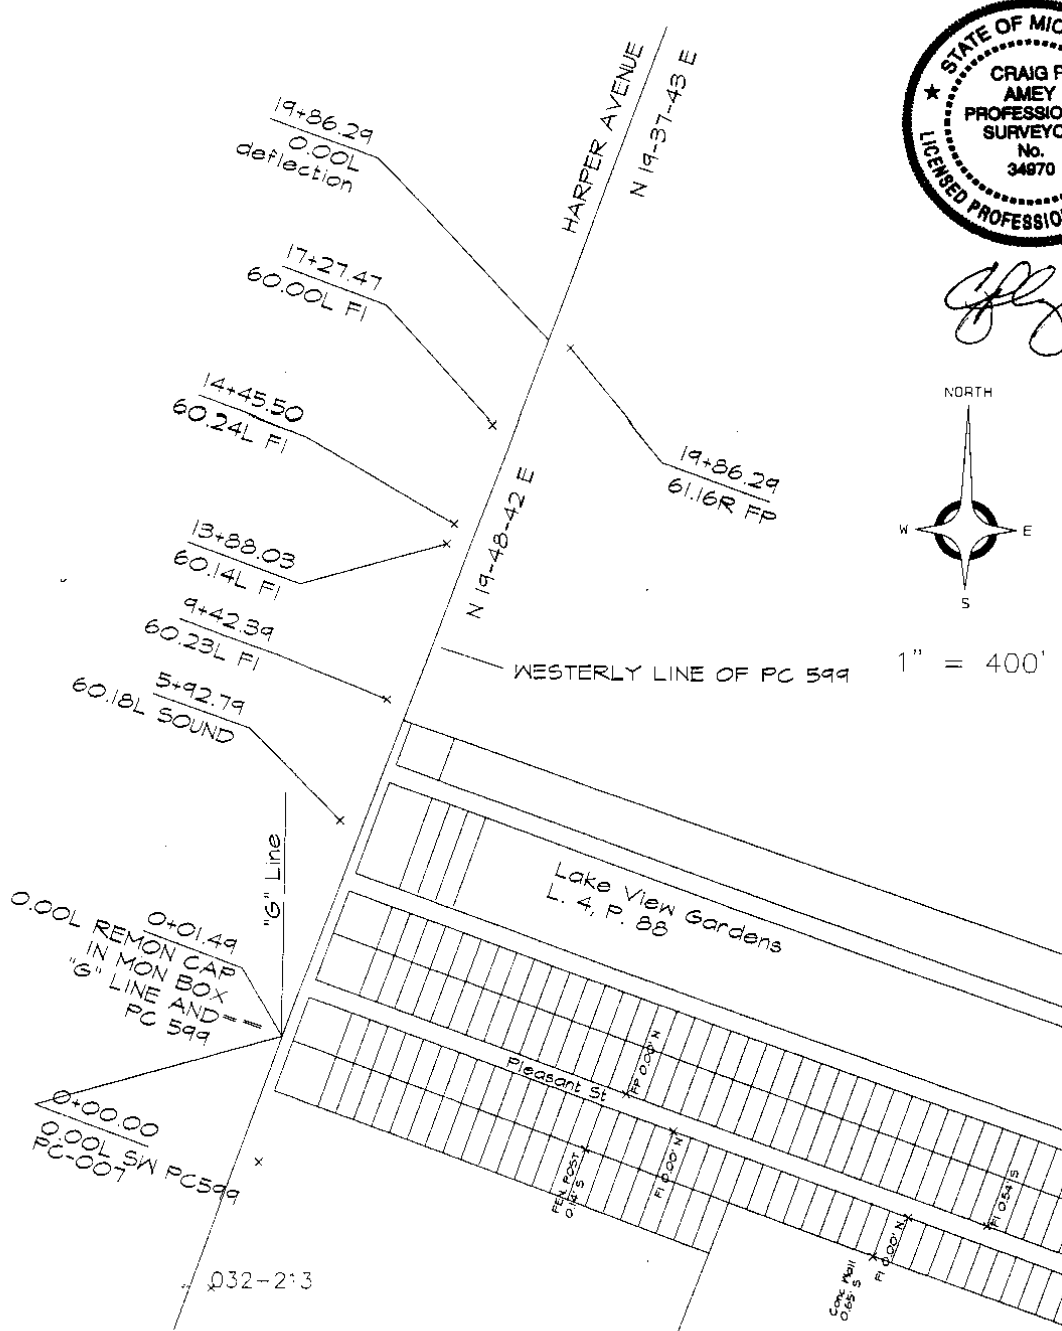 STATE OF MIC
CRAIG P
AMEY
PROFESSIO
SURVEYO
No.
34970
LICENSED PROFESSIO
HARPER AVENUE
N 19-37-43 E
19+86.29
0.00L
deflection
17+27.47
60.00L FI
14+45.50
60.24L FI
13+88.03
60.14L FI
9+42.39
60.23L FI
5+92.79
60.18L SOUND
19+86.29
61.16R FP
N 19-48-42 E
NORTH
W
E
S
WESTERLY LINE OF PC 599
1" = 400'
"G" Line
0+01.49
0.00L REMON CAP
IN MON BOX
"G" LINE AND
PC 599
0+00.00
0.00L SW PC599
PC-007
Lake View Gardens
L. 4, P. 88
Pleasant St
FP 0.00' N
FI 0.00' N
FEN POST
FI 0.54' S
FI 0.00' N
Conc Wall
0.65' S
032-213